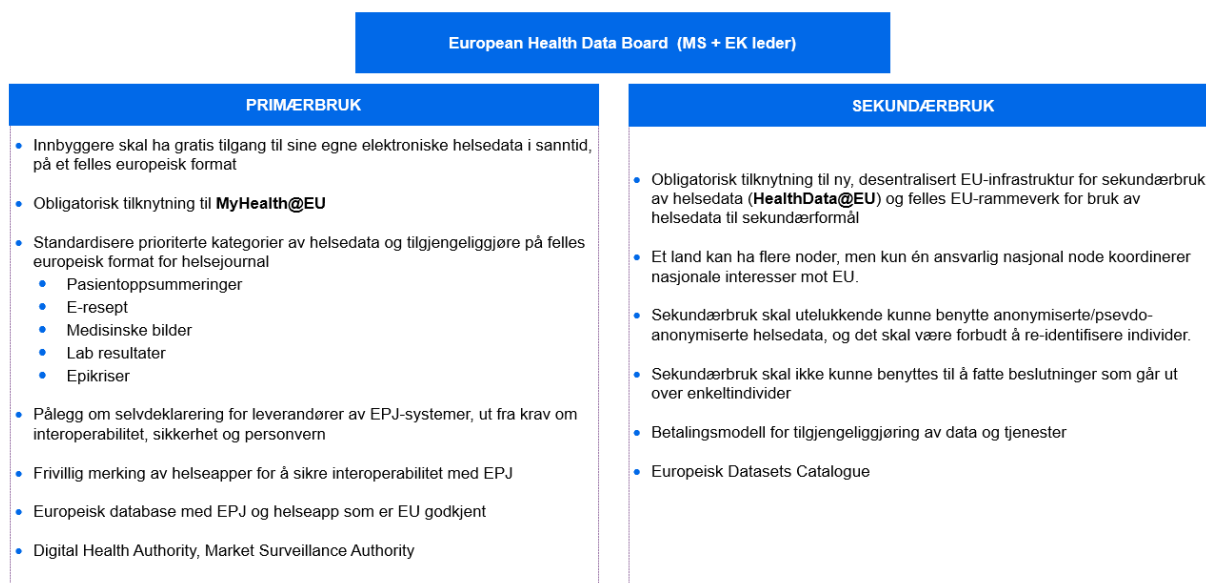 European Health Data Board  (MS + EK leder)
PRIMÆRBRUK
• Innbyggere skal ha gratis tilgang til sine egne elektroniske helsedata i sanntid,
på et felles europeisk format
• Obligatorisk tilknytning til MyHealth@EU
• Standardisere prioriterte kategorier av helsedata og tilgjengeliggjøre på felles
europeisk format for helsejournal
• Pasientoppsummeringer
• E-resept
• Medisinske bilder
• Lab resultater
• Epikriser
• Pålegg om selvdeklarering for leverandører av EPJ-systemer, ut fra krav om
interoperabilitet, sikkerhet og personvern
• Frivillig merking av helseapper for å sikre interoperabilitet med EPJ
• Europeisk database med EPJ og helseapp som er EU godkjent
• Digital Health Authority, Market Surveillance Authority
SEKUNDÆRBRUK
• Obligatorisk tilknytning til ny, desentralisert EU-infrastruktur for sekundærbruk
av helsedata (HealthData@EU) og felles EU-rammeverk for bruk av
helsedata til sekundærformål
• Et land kan ha flere noder, men kun én ansvarlig nasjonal node koordinerer
nasjonale interesser mot EU.
• Sekundærbruk skal utelukkende kunne benytte anonymiserte/psevdo-
anonymiserte helsedata, og det skal være forbudt å re-identifisere individer.
• Sekundærbruk skal ikke kunne benyttes til å fatte beslutninger som går ut
over enkeltindivider
• Betalingsmodell for tilgjengeliggjøring av data og tjenester
• Europeisk Datasets Catalogue